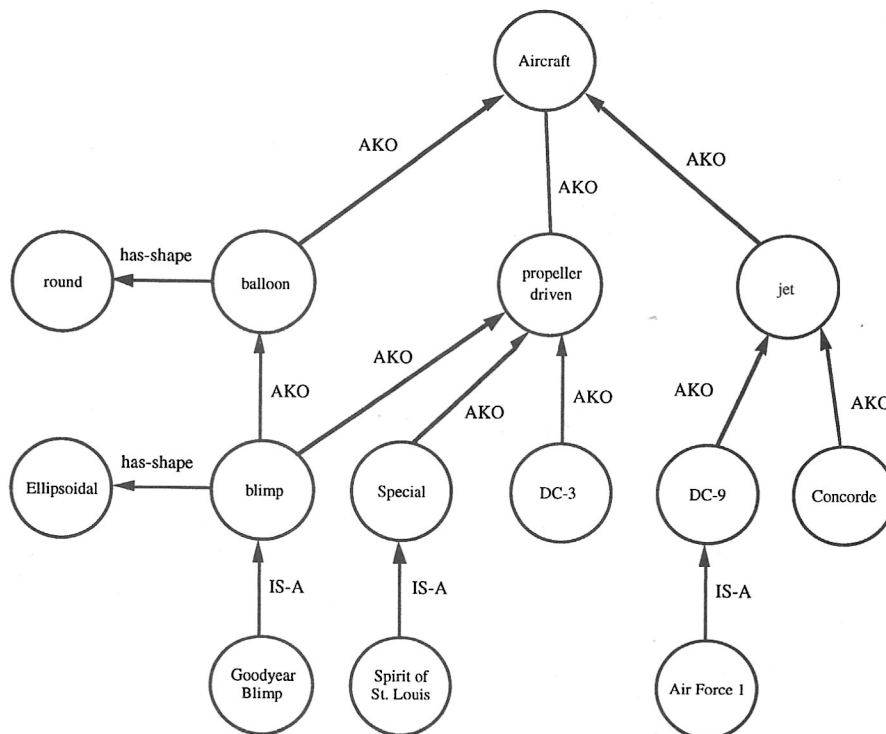 Aircraft
AKO
AKO
AKO
has-shape
round
balloon
propeller
driven
jet
AKO
AKO
AKO
AKO
AKO
AKO
has-shape
Ellipsoidal
blimp
Special
DC-3
DC-9
Concorde
IS-A
IS-A
IS-A
Goodyear
Blimp
Spirit of
St. Louis
Air Force 1